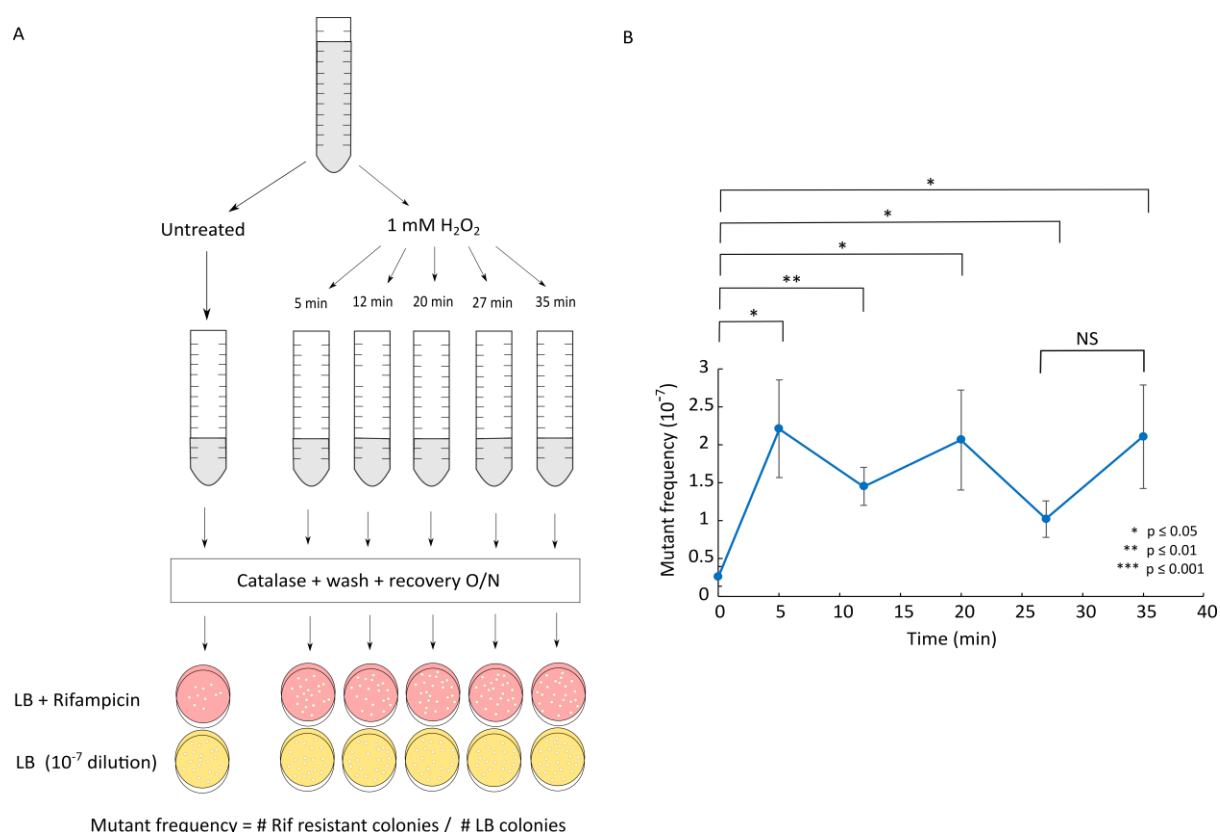 A
Untreated
1 mM H₂O₂
5 min 12 min 20 min 27 min 35 min
Catalase + wash + recovery O/N
LB + Rifampicin
LB (10⁻⁷ dilution)
Mutant frequency = # Rif resistant colonies / # LB colonies
B
*
*
*
**
*
NS
Mutant frequency (10⁻⁷)
3
2.5
2
1.5
1
0.5
0
0 5 10 15 20 25 30 35 40
Time (min)
* p ≤ 0.05
** p ≤ 0.01
*** p ≤ 0.001